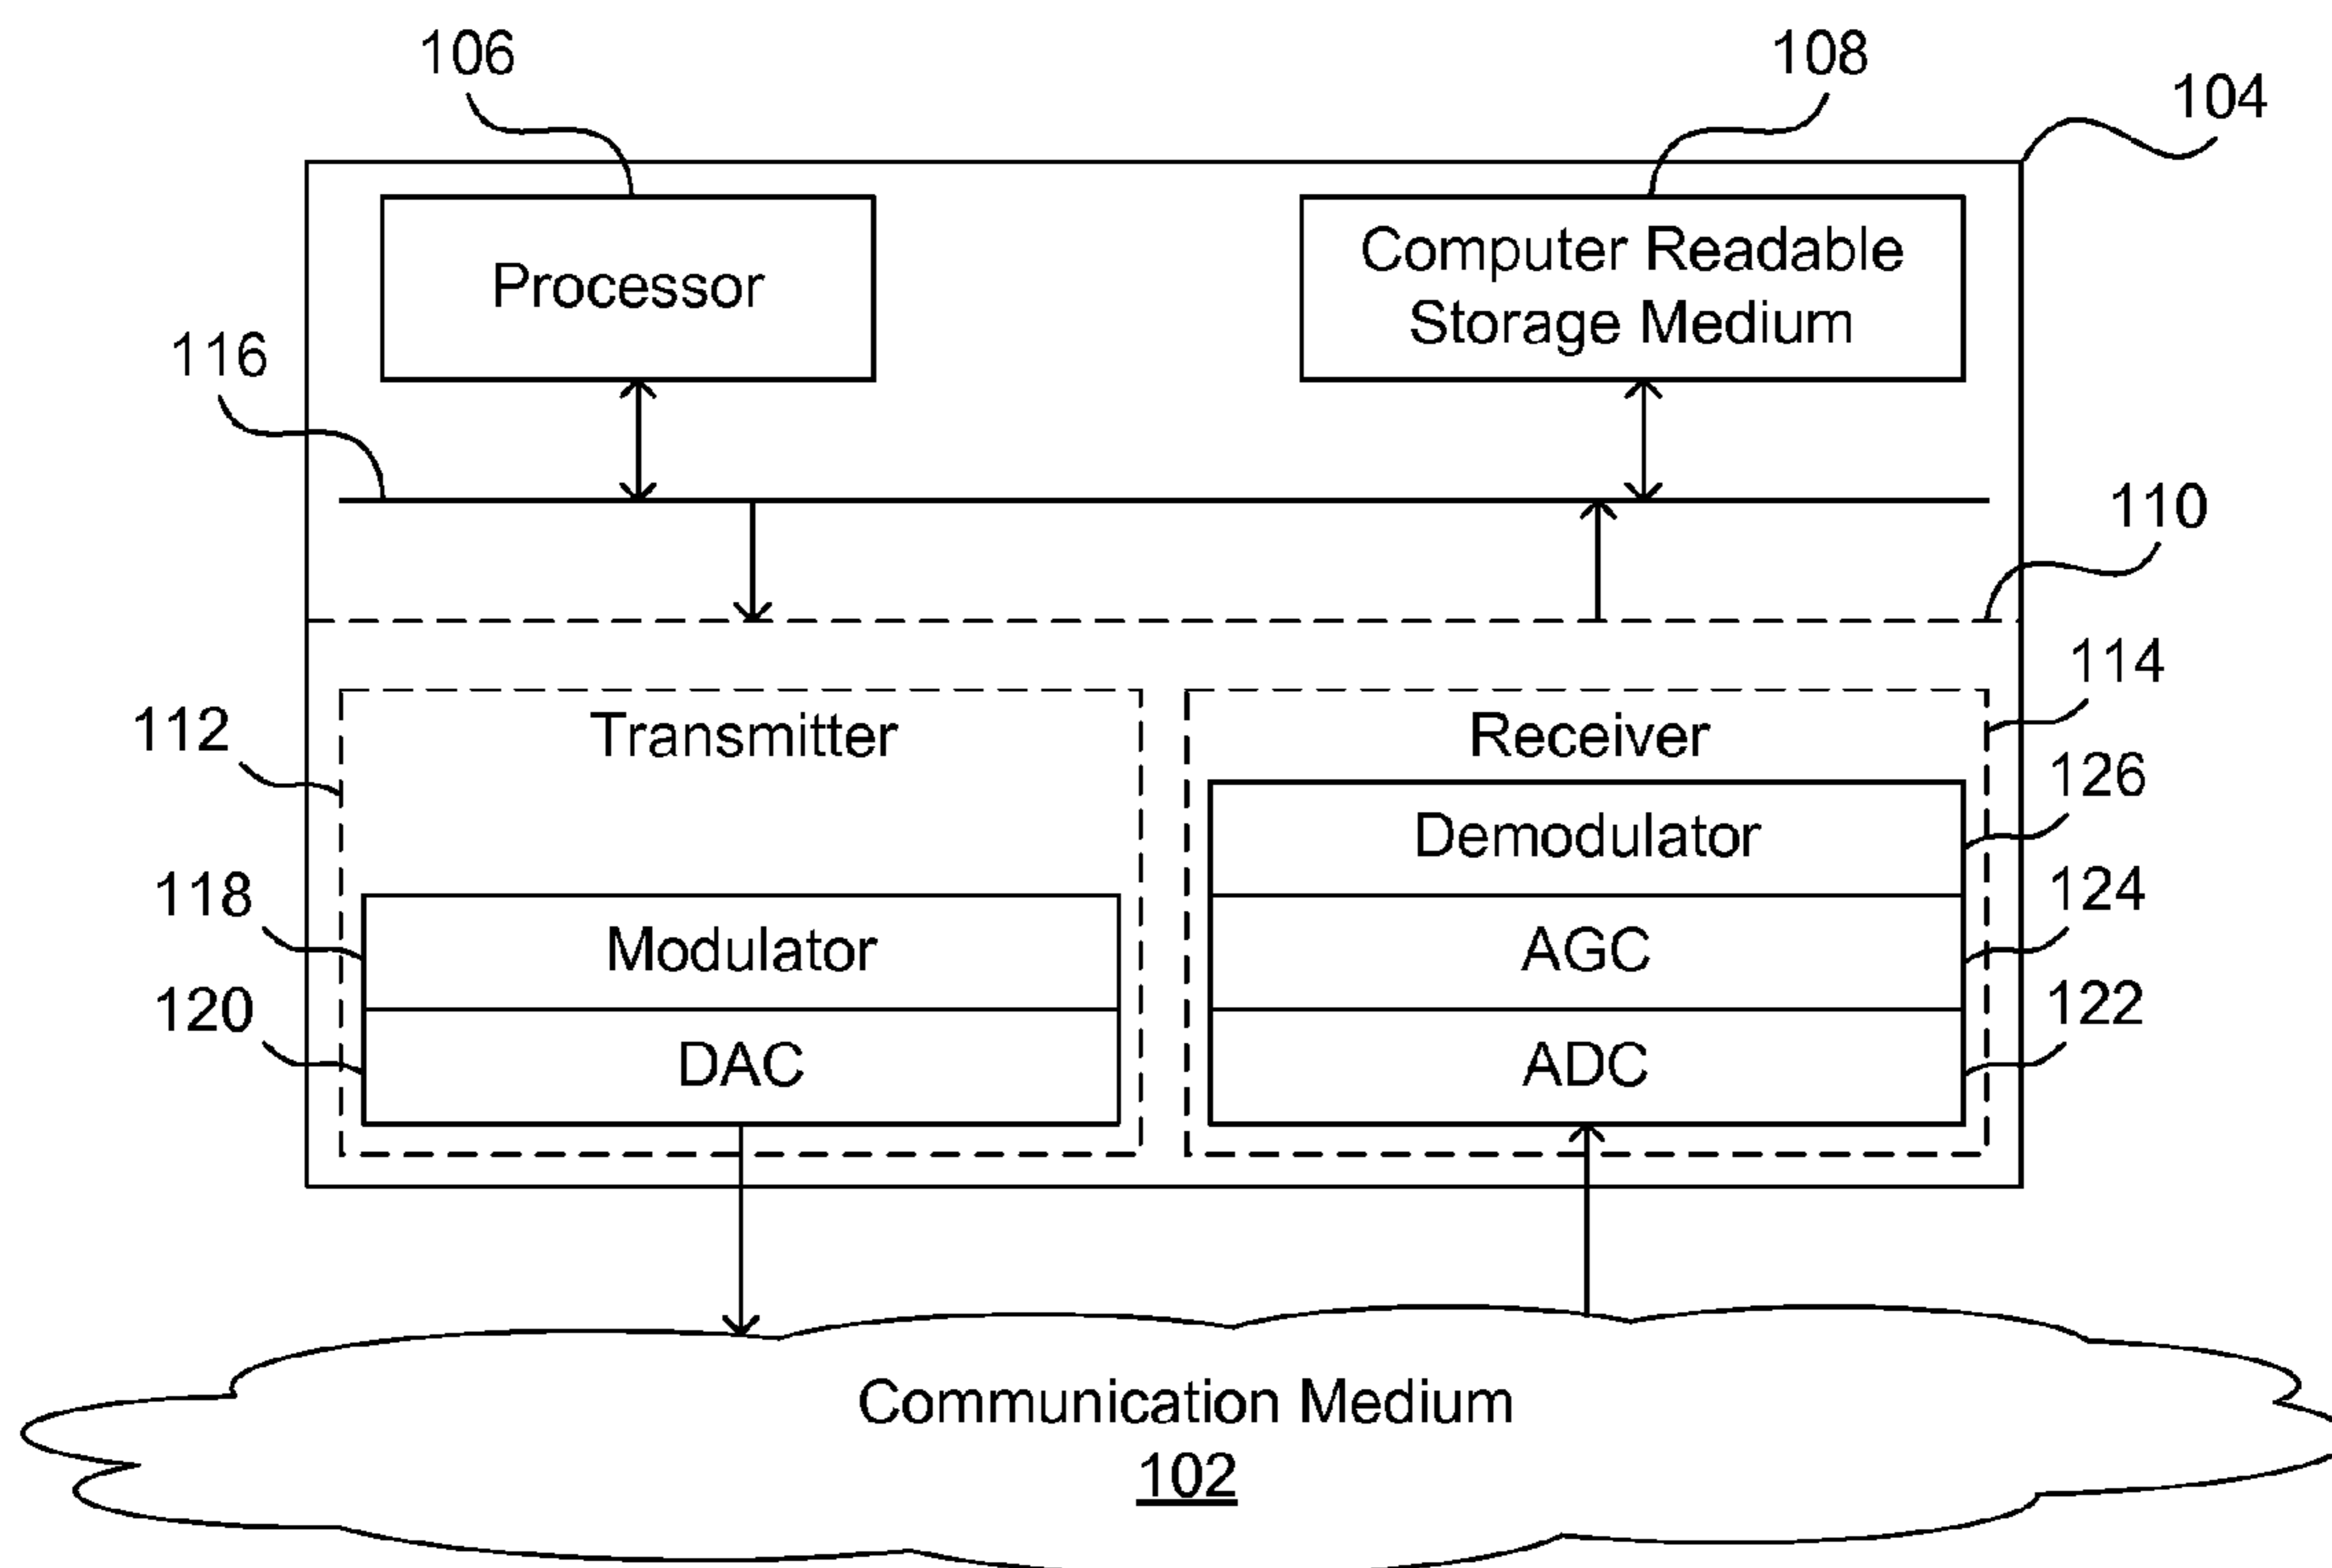 106
108
104
Processor
Computer Readable
Storage Medium
116
110
114
112
Transmitter
Receiver
126
Demodulator
118
124
Modulator
AGC
120
122
DAC
ADC
Communication Medium
102